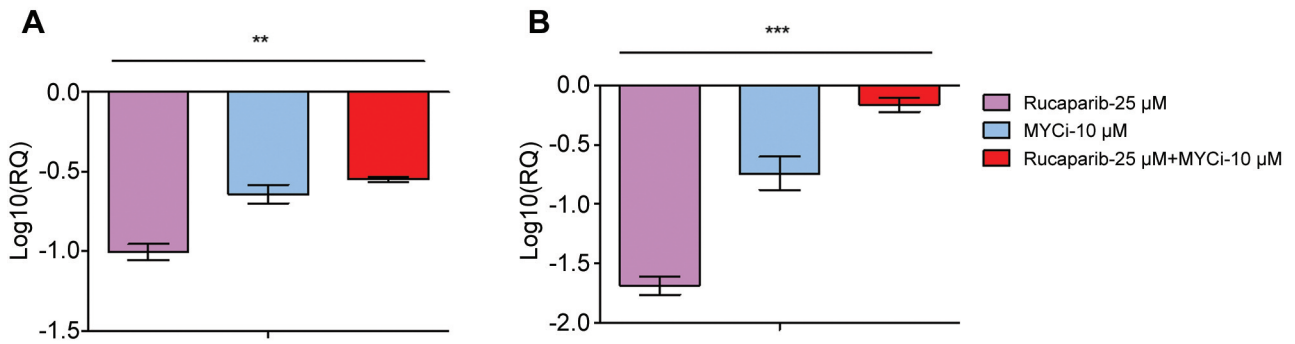 A
**
0.0
-0.5
-1.0
-1.5
Log10(RQ)
B
***
0.0
-0.5
-1.0
-1.5
-2.0
Log10(RQ)
Rucaparib-25 μM
MYCi-10 μM
Rucaparib-25 μM+MYCi-10 μM